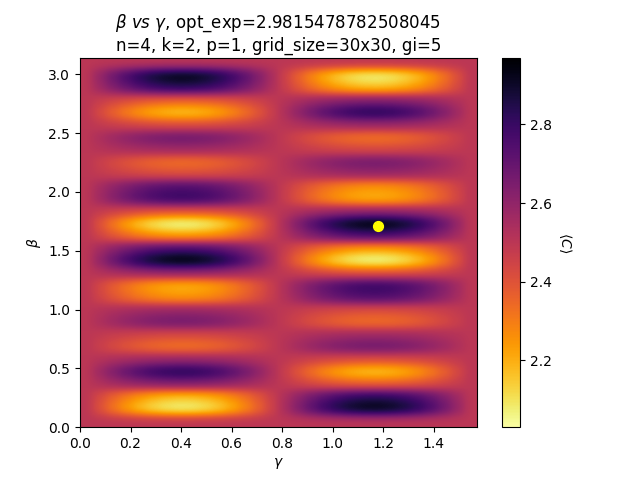 β vs γ, opt_exp=2.9815478782508045
n=4, k=2, p=1, grid_size=30x30, gi=5
3.0
2.5
2.0
1.5
1.0
0.5
0.0
β
0.0 0.2 0.4 0.6 0.8 1.0 1.2 1.4
γ
2.8
2.6
2.4
2.2
⟨C⟩